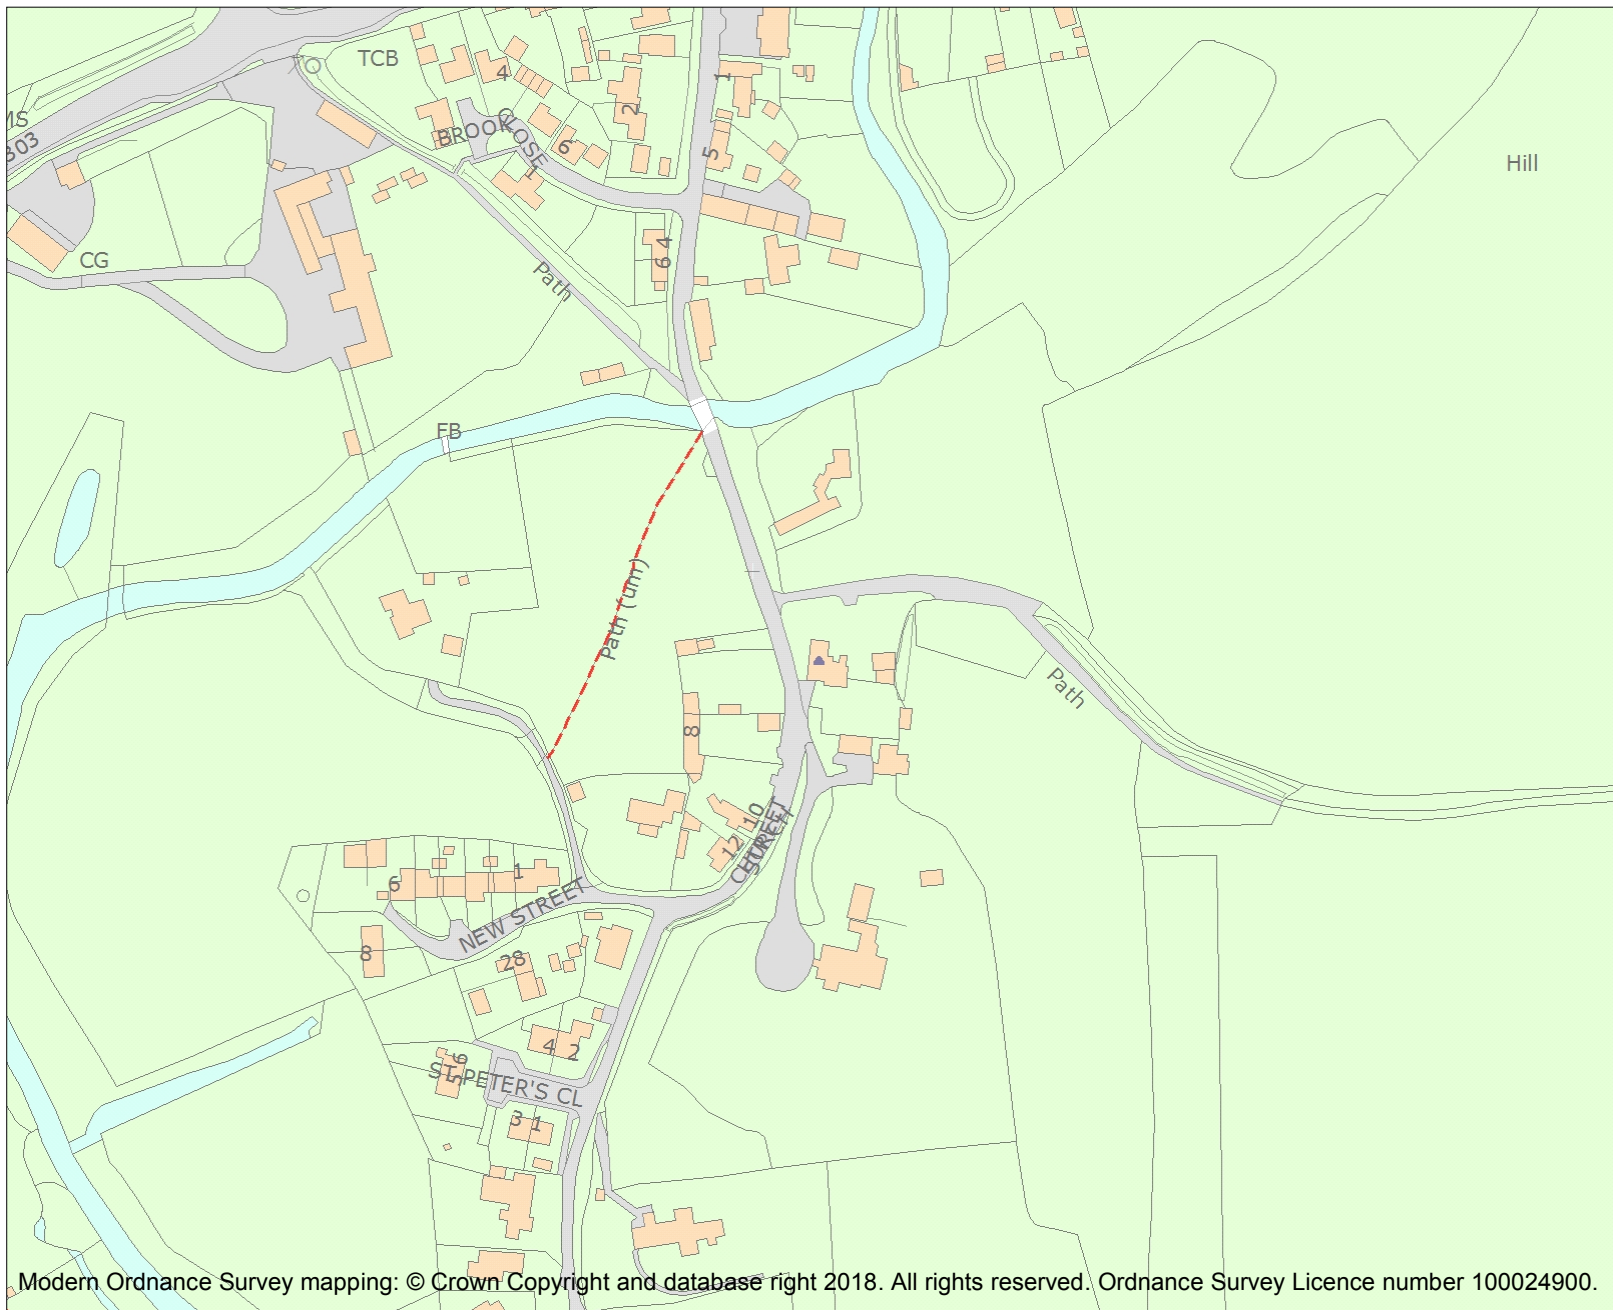 TCB
4
1
2
MS
303
BROOK
CLOSE
6
5
1
Hill
4
6
CG
Path
FB
Path (um)
Path
8
10
12
CHURCH
STREET
1
6
NEW STREET
8
28
4
2
6
5
ST PETER'S CL
3
1
Modern Ordnance Survey mapping: © Crown Copyright and database right 2018. All rights reserved. Ordnance Survey Licence number 100024900.